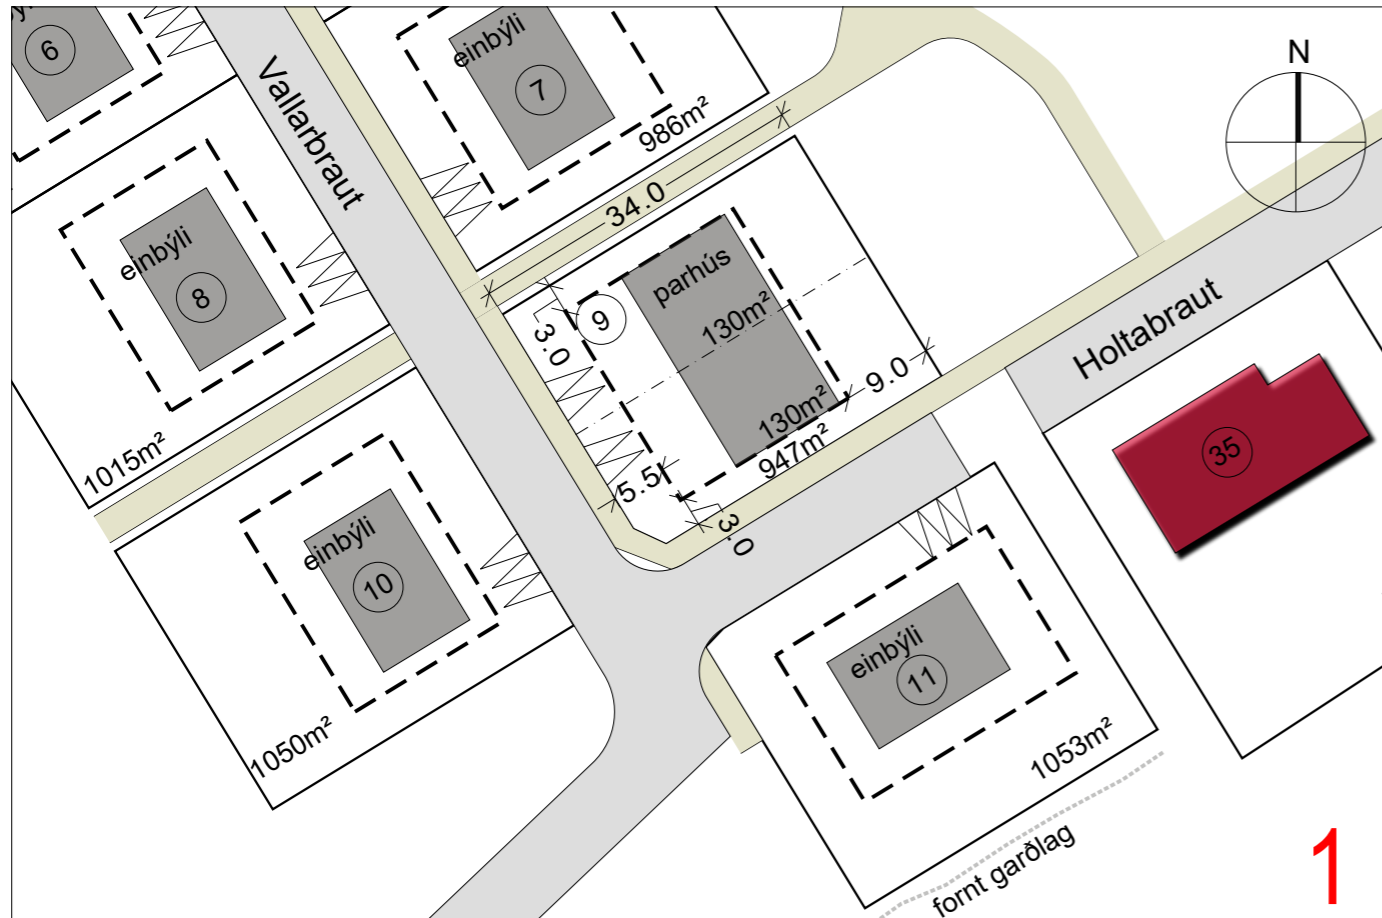 6
einbýli
7
986m²
Vallarbraut
N
34.0
einbýli
8
1015m²
parhús
9
130m²
3.0
130m²
947m²
9.0
5.5
3.0
Holtabraut
35
einbýli
10
1050m²
einbýli
11
1053m²
fornt garðlag
1